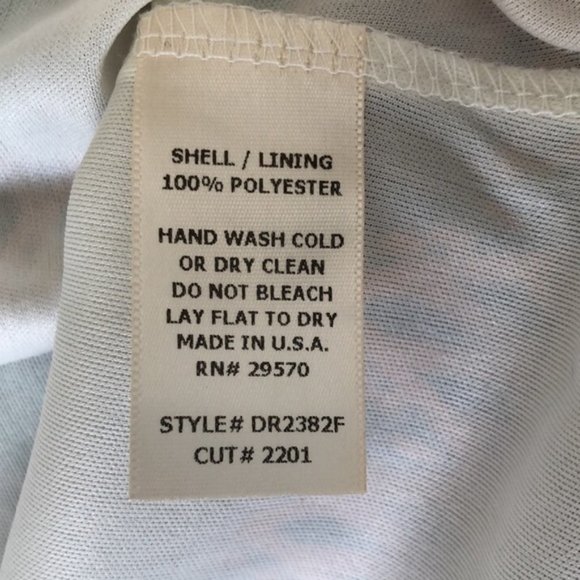 SHELL / LINING
100% POLYESTER
HAND WASH COLD
OR DRY CLEAN
DO NOT BLEACH
LAY FLAT TO DRY
MADE IN U.S.A.
RN# 29570
STYLE# DR2382F
CUT# 2201